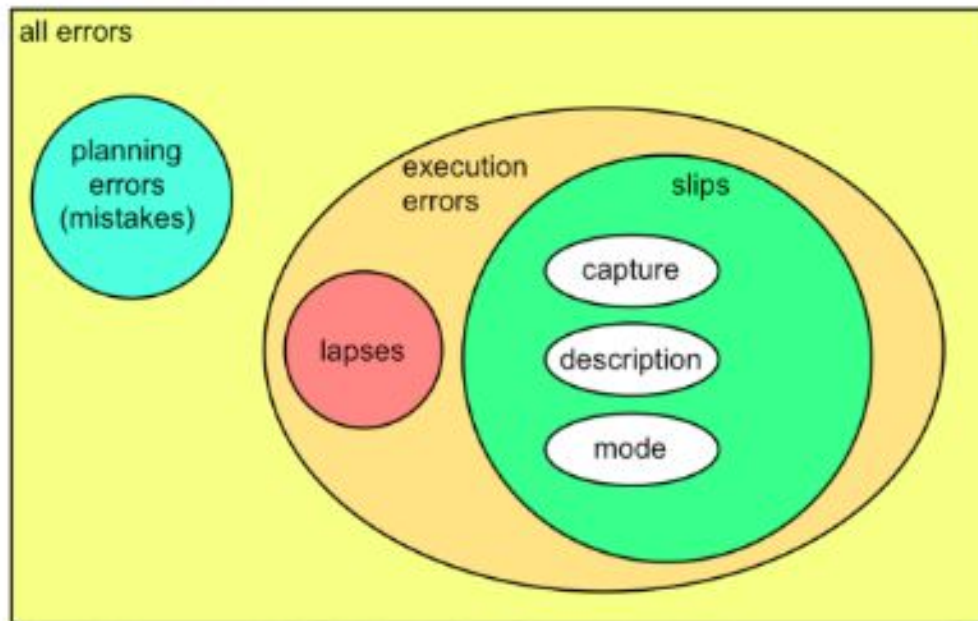 all errors
planning
errors
(mistakes)
execution
errors
slips
capture
lapses
description
mode